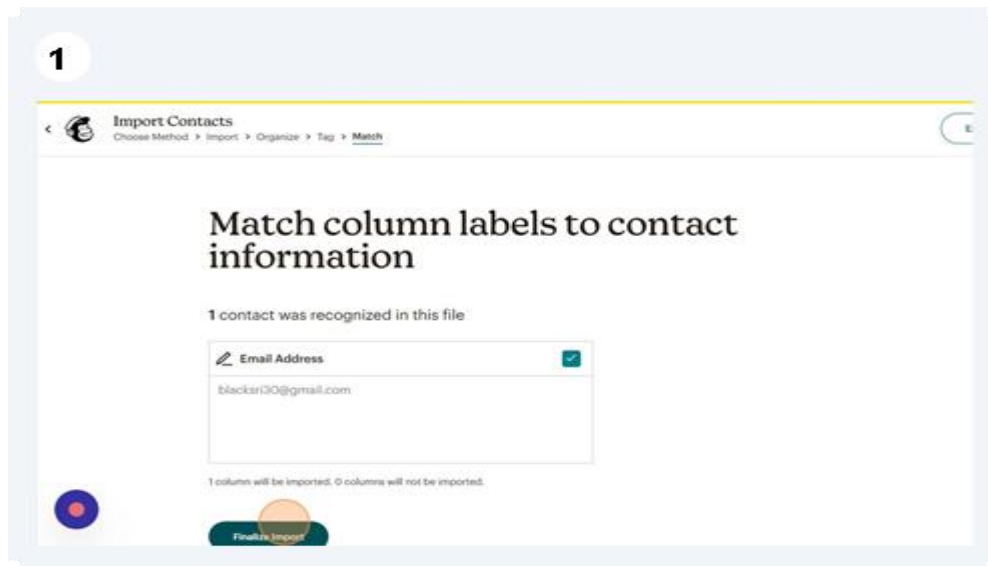 1
Import Contacts
Choose Method > Import > Organize > Tag > Match
Match column labels to contact
information
1 contact was recognized in this file
Email Address
blacksri30@gmail.com
1 column will be imported. 0 columns will not be imported.
Finalize Import